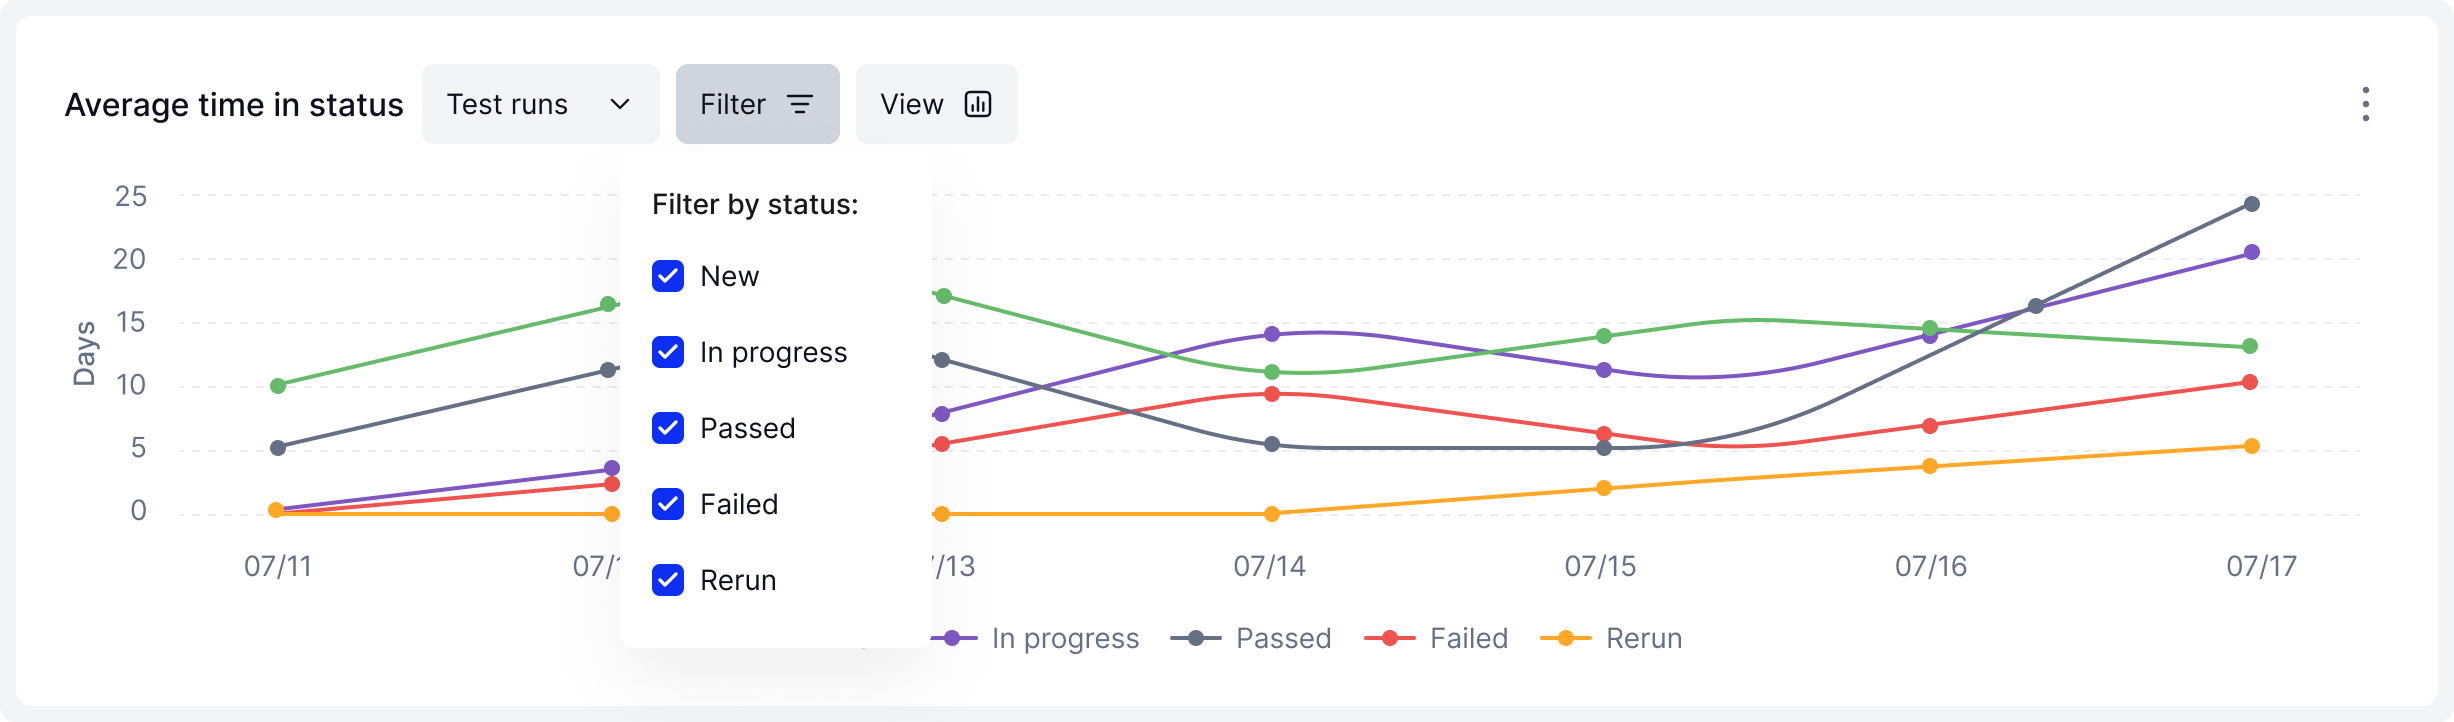 Average time in status
Test runs
Filter
View
Filter by status:
New
In progress
Passed
Failed
Rerun
Days
25
20
15
10
5
0
07/11
07/1
/13
07/14
07/15
07/16
07/17
In progress
Passed
Failed
Rerun